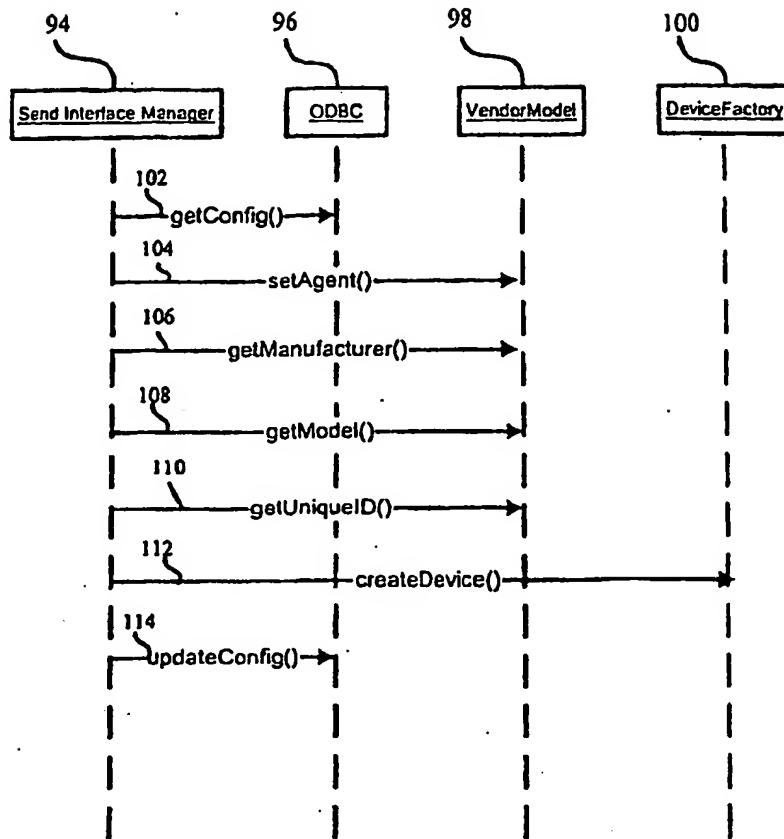 94 96 98 100
Send Interface Manager ODBC VendorModel DeviceFactory
102
getConfig()
104
setAgent()
106
getManufacturer()
108
getModel()
110
getUniqueID()
112
createDevice()
114
updateConfig()